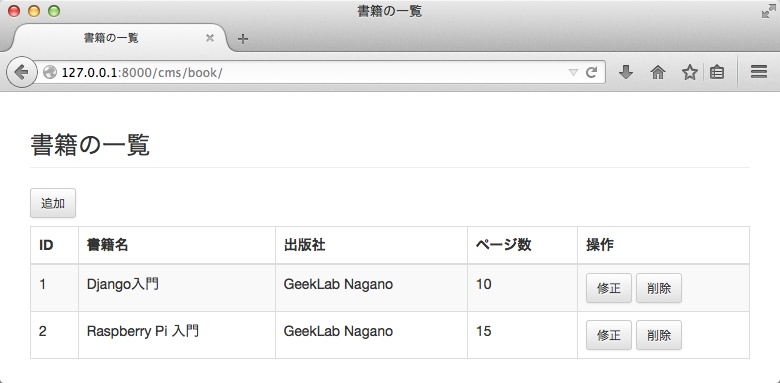 書籍の一覧
書籍の一覧
127.0.0.1:8000/cms/book/
書籍の一覧
追加
ID 書籍名 出版社 ページ数 操作
1 Django入門 GeekLab Nagano 10 修正 削除
2 Raspberry Pi 入門 GeekLab Nagano 15 修正 削除